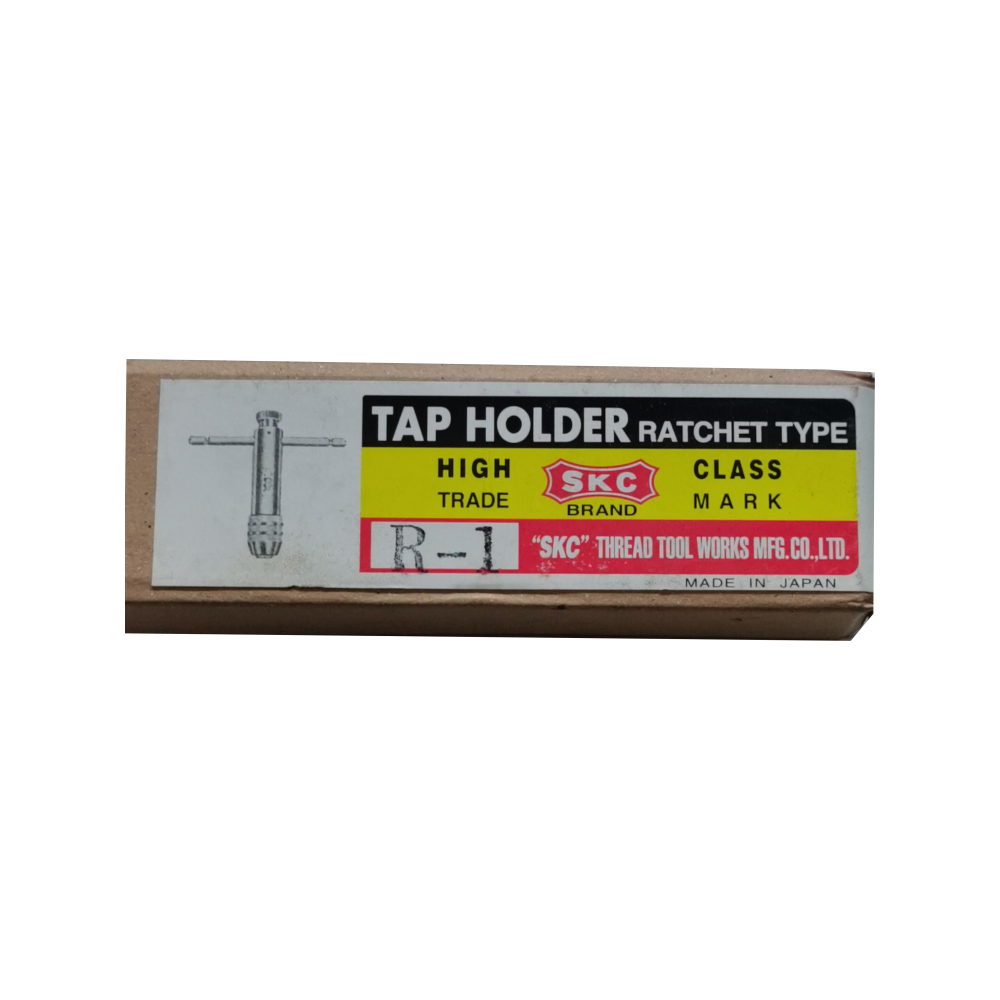 TAP HOLDER RATCHET TYPE
HIGH SKC CLASS
TRADE BRAND MARK
R-1 "SKC" THREAD TOOL WORKS MFG.CO.,LTD.
MADE IN JAPAN